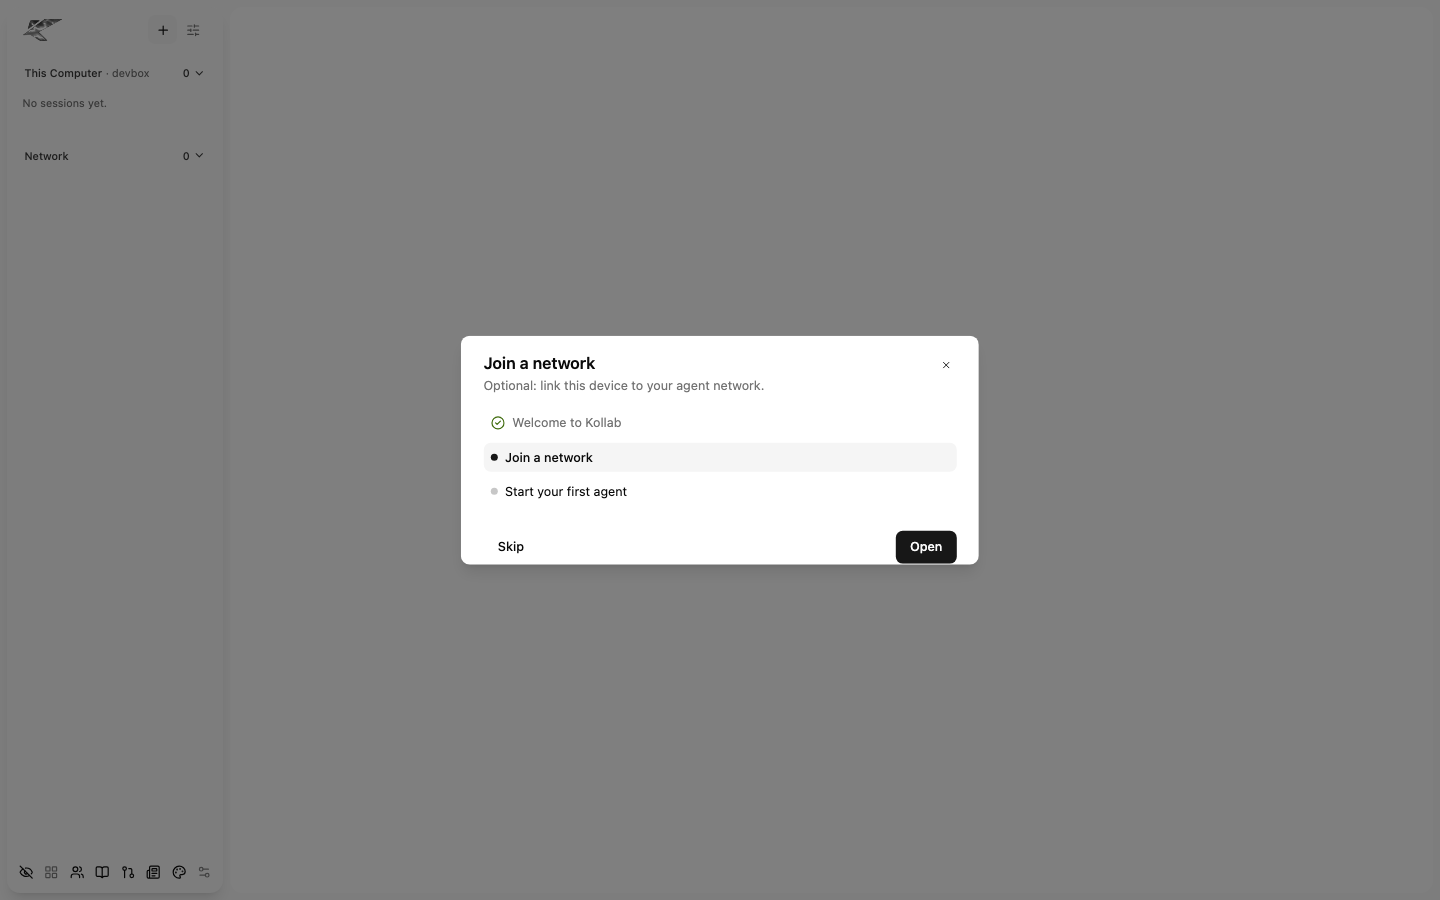 This Computer · devbox 0
No sessions yet.
Network 0
Join a network
Optional: link this device to your agent network.
Welcome to Kollab
Join a network
Start your first agent
Skip Open